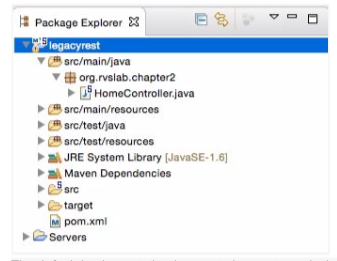 Package Explorer
legacyrest
src/main/java
org.rvslab.chapter2
HomeController.java
src/main/resources
src/test/java
src/test/resources
JRE System Library [JavaSE-1.6]
Maven Dependencies
src
target
pom.xml
Servers